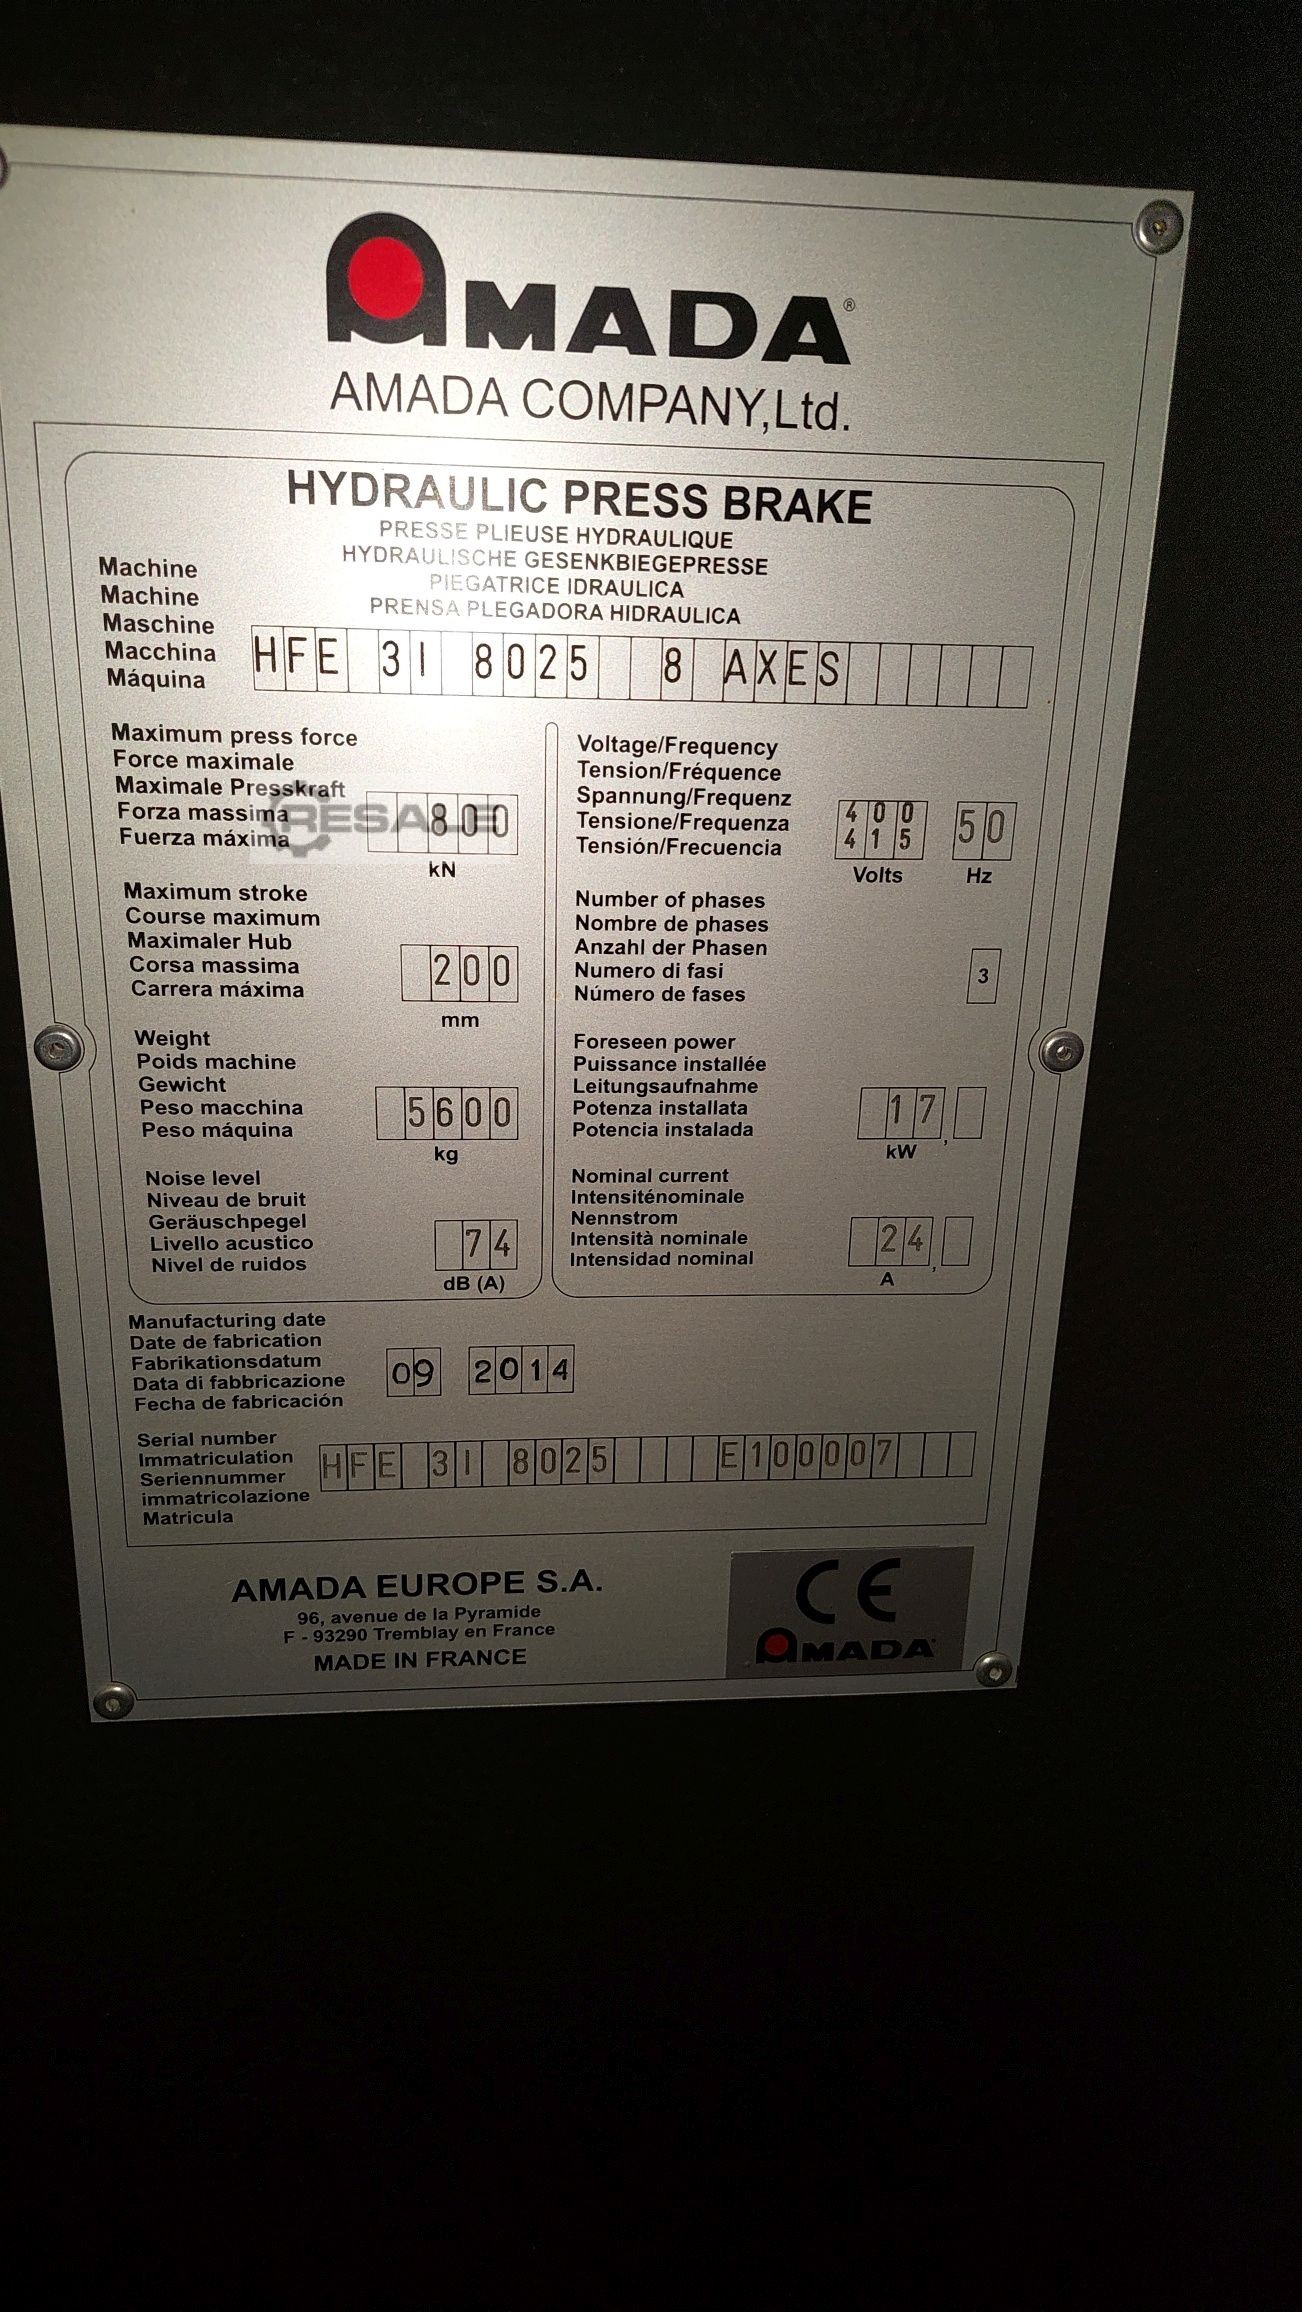 AMADA®
AMADA COMPANY,Ltd.
HYDRAULIC PRESS BRAKE
PRESSE PLIEUSE HYDRAULIQUE
HYDRAULISCHE GESENKBIEGEPRESSE
PIEGATRICE IDRAULICA
PRENSA PLEGADORA HIDRAULICA
Machine
Machine
Maschine
Macchina
Máquina
HFE 3I 8025 8 AXES
Maximum press force
Force maximale
Maximale Presskraft
Forza massima
Fuerza máxima
RESALE
800
kN
Maximum stroke
Course maximum
Maximaler Hub
Corsa massima
Carrera máxima
200
mm
Weight
Poids machine
Gewicht
Peso macchina
Peso máquina
5600
kg
Noise level
Niveau de bruit
Geräuschpegel
Livello acustico
Nivel de ruidos
74
dB (A)
Voltage/Frequency
Tension/Fréquence
Spannung/Frequenz
Tensione/Frequenza
Tensión/Frecuencia
400
415
Volts
50
Hz
Number of phases
Nombre de phases
Anzahl der Phasen
Numero di fasi
Número de fases
3
Foreseen power
Puissance installée
Leitungsaufnahme
Potenza installata
Potencia instalada
17,
kW
Nominal current
Intensiténominale
Nennstrom
Intensità nominale
Intensidad nominal
24,
A
Manufacturing date
Date de fabrication
Fabrikationsdatum
Data di fabbricazione
Fecha de fabricación
09 2014
Serial number
Immatriculation
Seriennummer
immatricolazione
Matricula
HFE 3I 8025 E100007
AMADA EUROPE S.A.
96, avenue de la Pyramide
F - 93290 Tremblay en France
MADE IN FRANCE
CE
AMADA